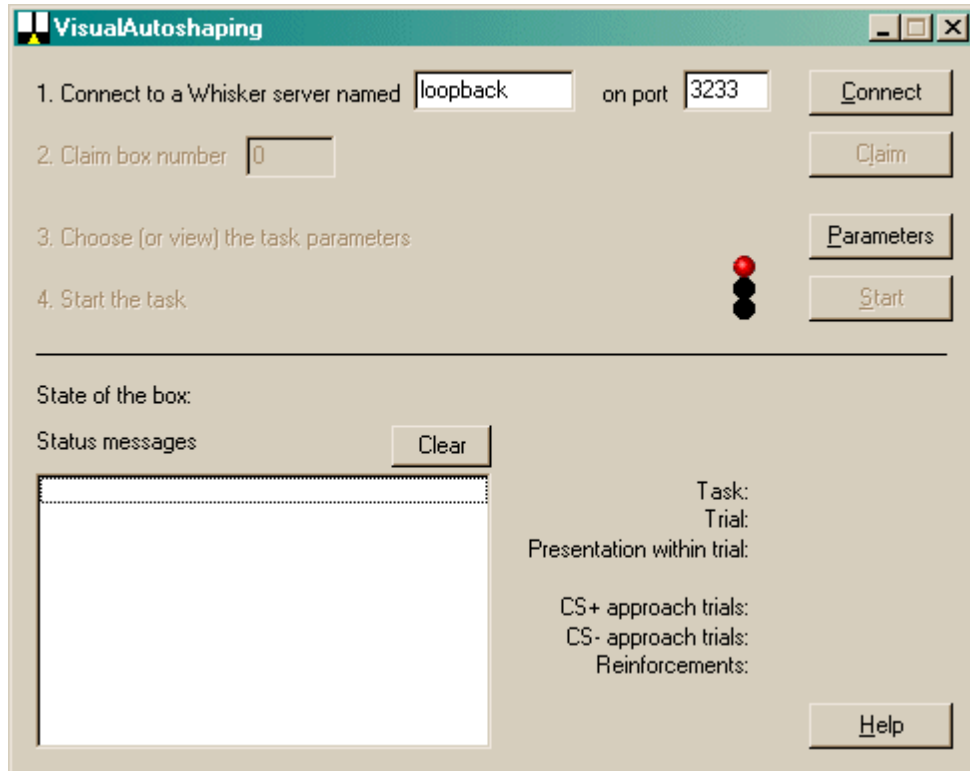 VisualAutoshaping
1. Connect to a Whisker server named loopback on port 3233 Connect
2. Claim box number 0 Claim
3. Choose (or view) the task parameters Parameters
4. Start the task Start
State of the box:
Status messages Clear
Task:
Trial:
Presentation within trial:
CS+ approach trials:
CS- approach trials:
Reinforcements:
Help